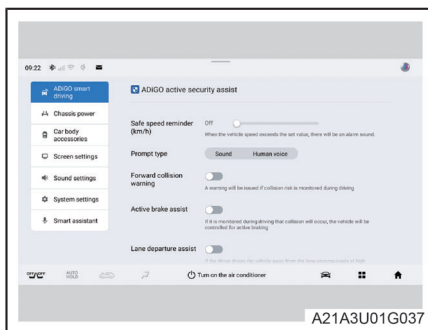 09:22
ADiGO smart
driving
Chassis power
Car body
accessories
Screen settings
Sound settings
System settings
Smart assistant
ADiGO active security assist
Safe speed reminder
(km/h)
Off
When the vehicle speed exceeds the set value, there will be an alarm sound.
Prompt type
Sound Human voice
Forward collision
warning
A warning will be issued if collision risk is monitored during driving
Active brake assist
If it is monitored during driving that collision will occur, the vehicle will be
controlled for active braking
Lane departure assist
AUTO
HOLD
Turn on the air conditioner
A21A3U01G037